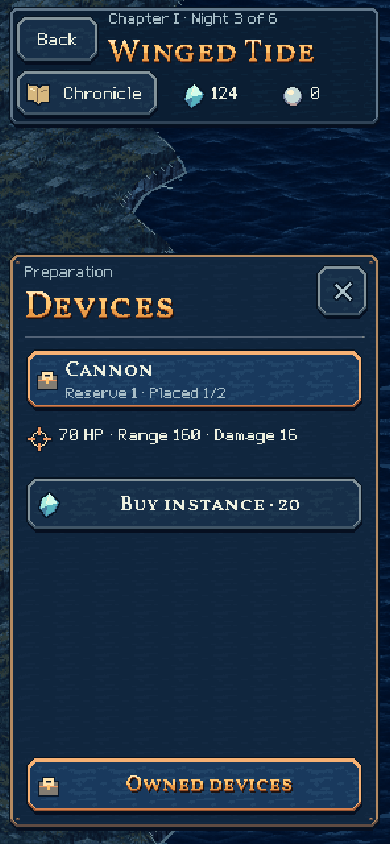 Chapter I · Night 3 of 6
Back
Winged Tide
Chronicle
124
0
Preparation
Devices
Cannon
Reserve 1 · Placed 1/2
70 HP · Range 160 · Damage 16
Buy instance · 20
Owned devices